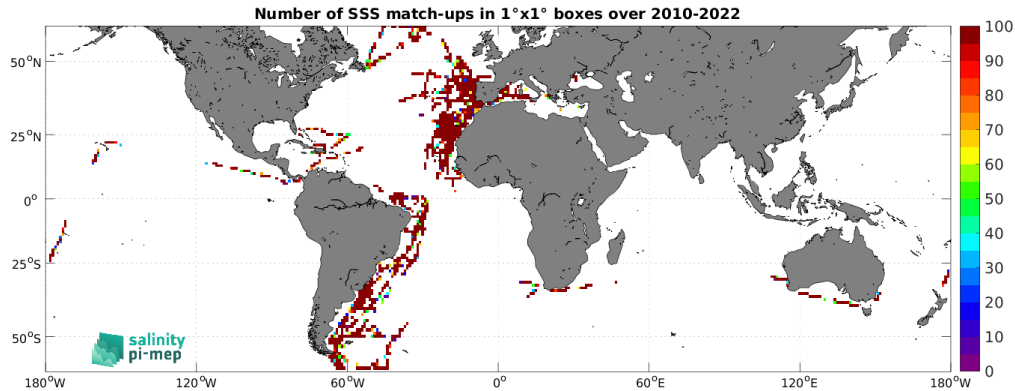 Number of SSS match-ups in 1°x1° boxes over 2010-2022
100
90
80
70
60
50
40
30
20
10
0
50°N
25°N
0°
25°S
50°S
180°W
120°W
60°W
0°
60°E
120°E
180°W
salinity
pi-mep